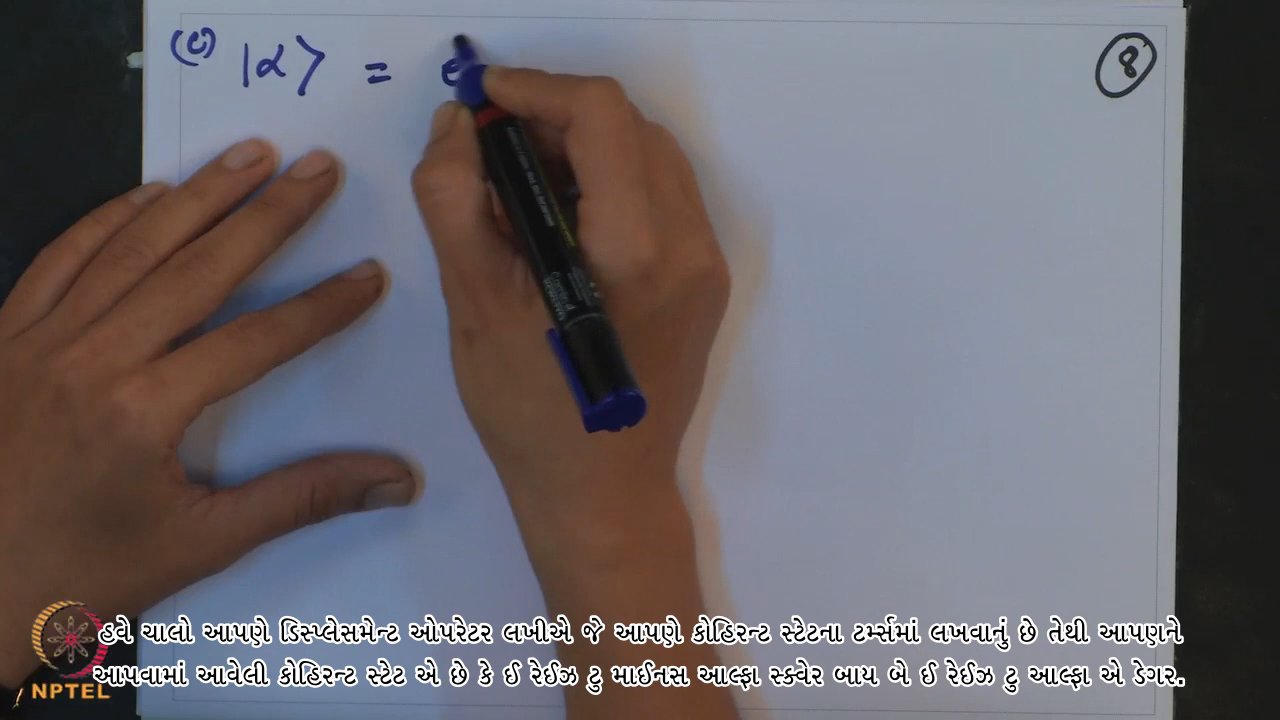 (c) |α⟩ = e
8
હવે ચાલો આપણે ડિસ્પ્લેસમેન્ટ ઓપરેટર લખીએ જે આપણે કોહિરન્ટ સ્ટેટના ટર્મ્સમાં લખવાનું છે તેથી આપણને
આપવામાં આવેલી કોહિરન્ટ સ્ટેટ એ છે કે ઈ રેઈઝ ટુ માઈનસ આલ્ફા સ્ક્વેર બાય બે ઈ રેઈઝ ટુ આલ્ફા એ ડેગર.
NPTEL